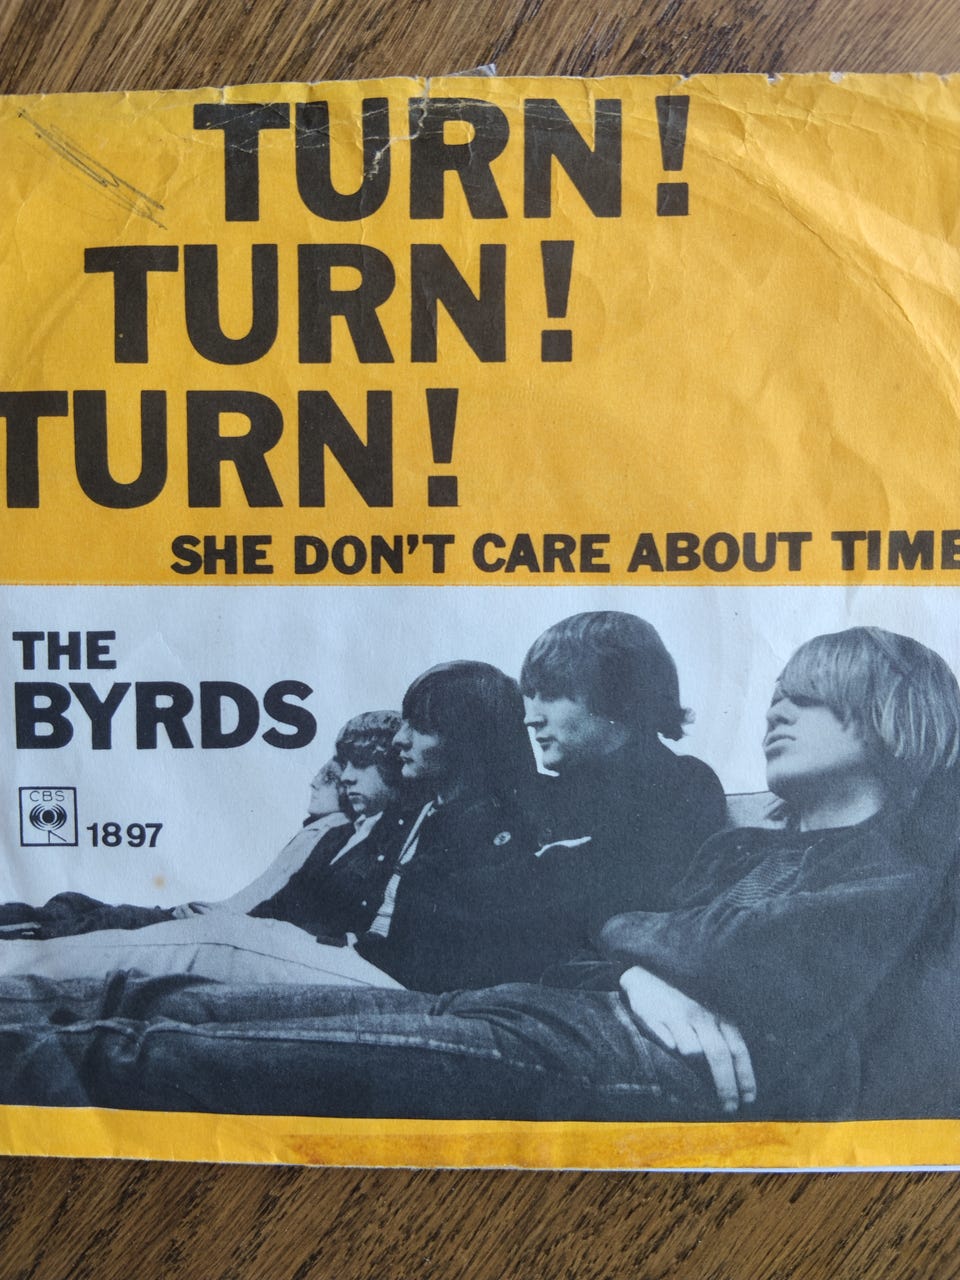 TURN!
TURN!
TURN!
SHE DON'T CARE ABOUT TIME
THE
BYRDS
CBS
1897